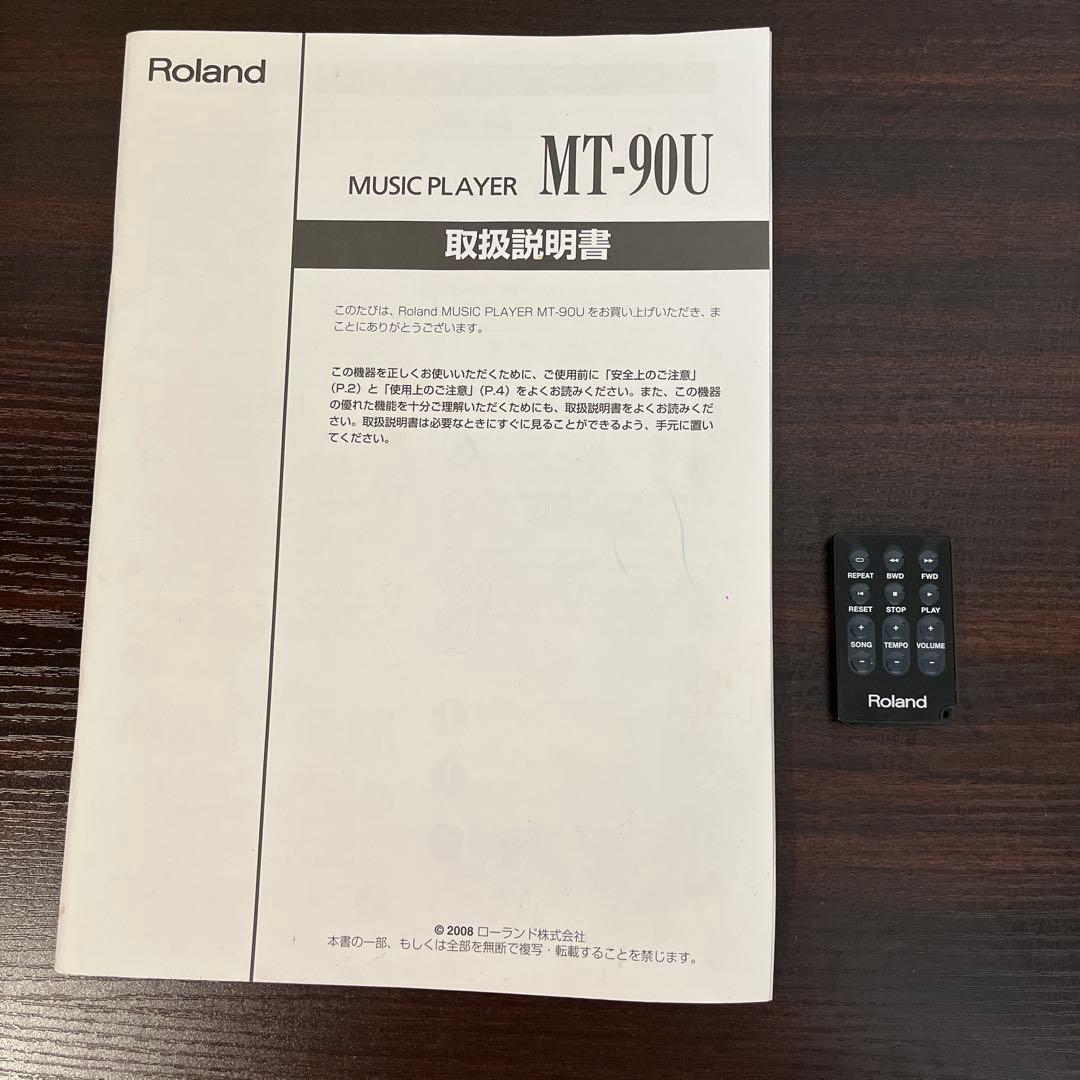 Roland
MUSIC PLAYER MT-90U
取扱説明書
このたびは、Roland MUSIC PLAYER MT-90Uをお買い上げいただき、ま
ことにありがとうございます。
この機器を正しくお使いいただくために、ご使用前に「安全上のご注意」
（P.2）と「使用上のご注意」（P.4）をよくお読みください。また、この機器
の優れた機能を十分ご理解いただくためにも、取扱説明書をよくお読みくだ
さい。取扱説明書は必要なときにすぐに見ることができるよう、手元に置い
てください。
© 2008 ローランド株式会社
本書の一部、もしくは全部を無断で複写・転載することを禁じます。
REPEAT BWD FWD
RESET STOP PLAY
+ + +
SONG TEMPO VOLUME
− − −
Roland